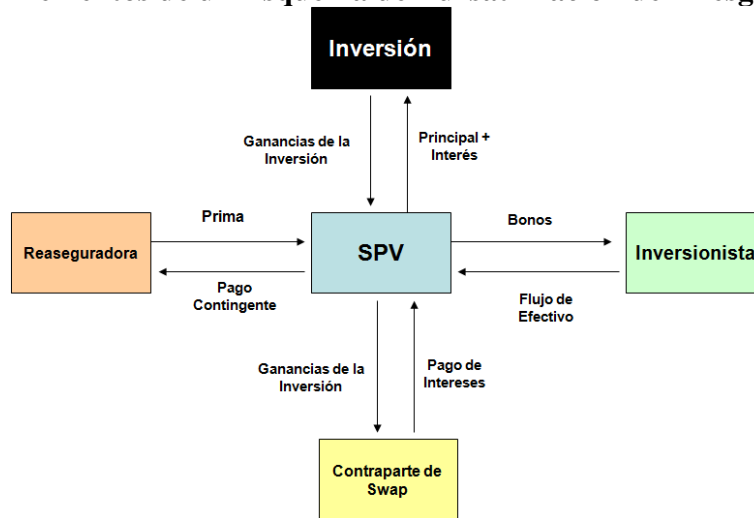 Inversión
Ganancias de la
Inversión
Principal +
Interés
Reaseguradora
Prima
SPV
Bonos
Inversionista
Pago
Contingente
Flujo de
Efectivo
Ganancias de la
Inversión
Pago de
Intereses
Contraparte de
Swap